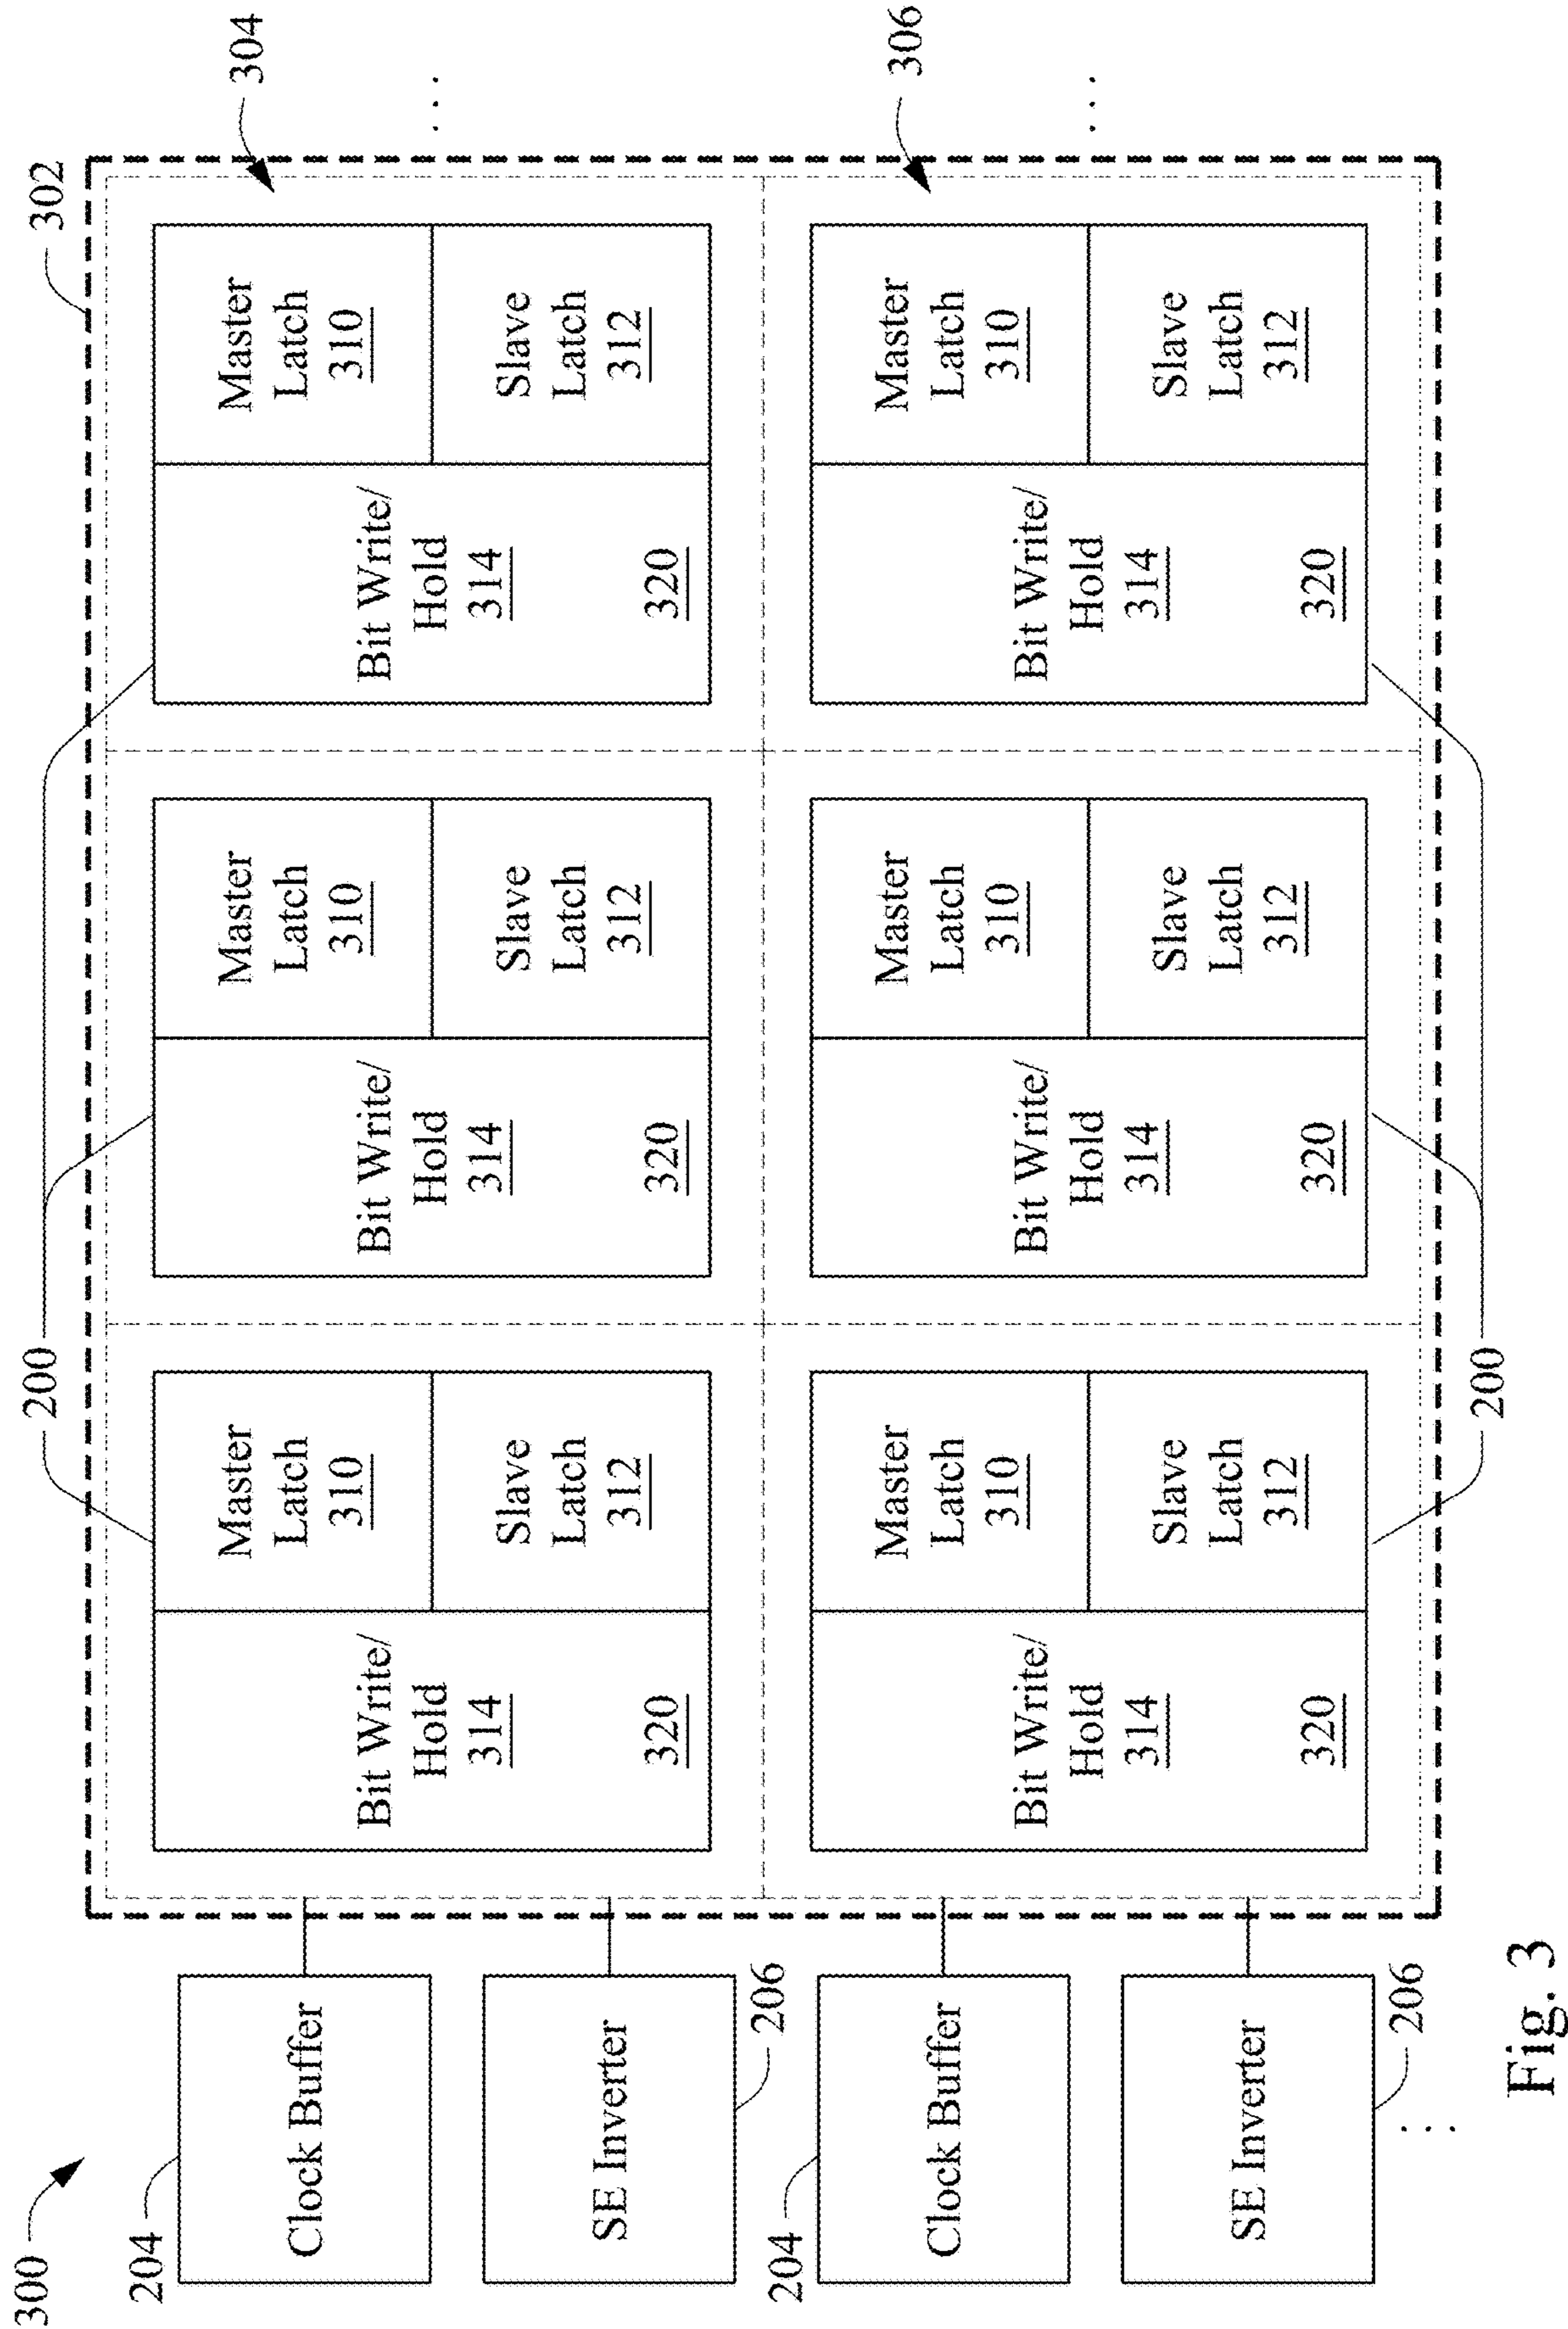 300
200
302
204
304
Clock Buffer
SE Inverter
206
Bit Write/
Hold
314
320
Master
Latch
310
Slave
Latch
312
Bit Write/
Hold
314
320
Master
Latch
310
Slave
Latch
312
Bit Write/
Hold
314
320
Master
Latch
310
Slave
Latch
312
...
204
306
Clock Buffer
SE Inverter
206
Bit Write/
Hold
314
320
Master
Latch
310
Slave
Latch
312
Bit Write/
Hold
314
320
Master
Latch
310
Slave
Latch
312
Bit Write/
Hold
314
320
Master
Latch
310
Slave
Latch
312
...
...
200
Fig. 3